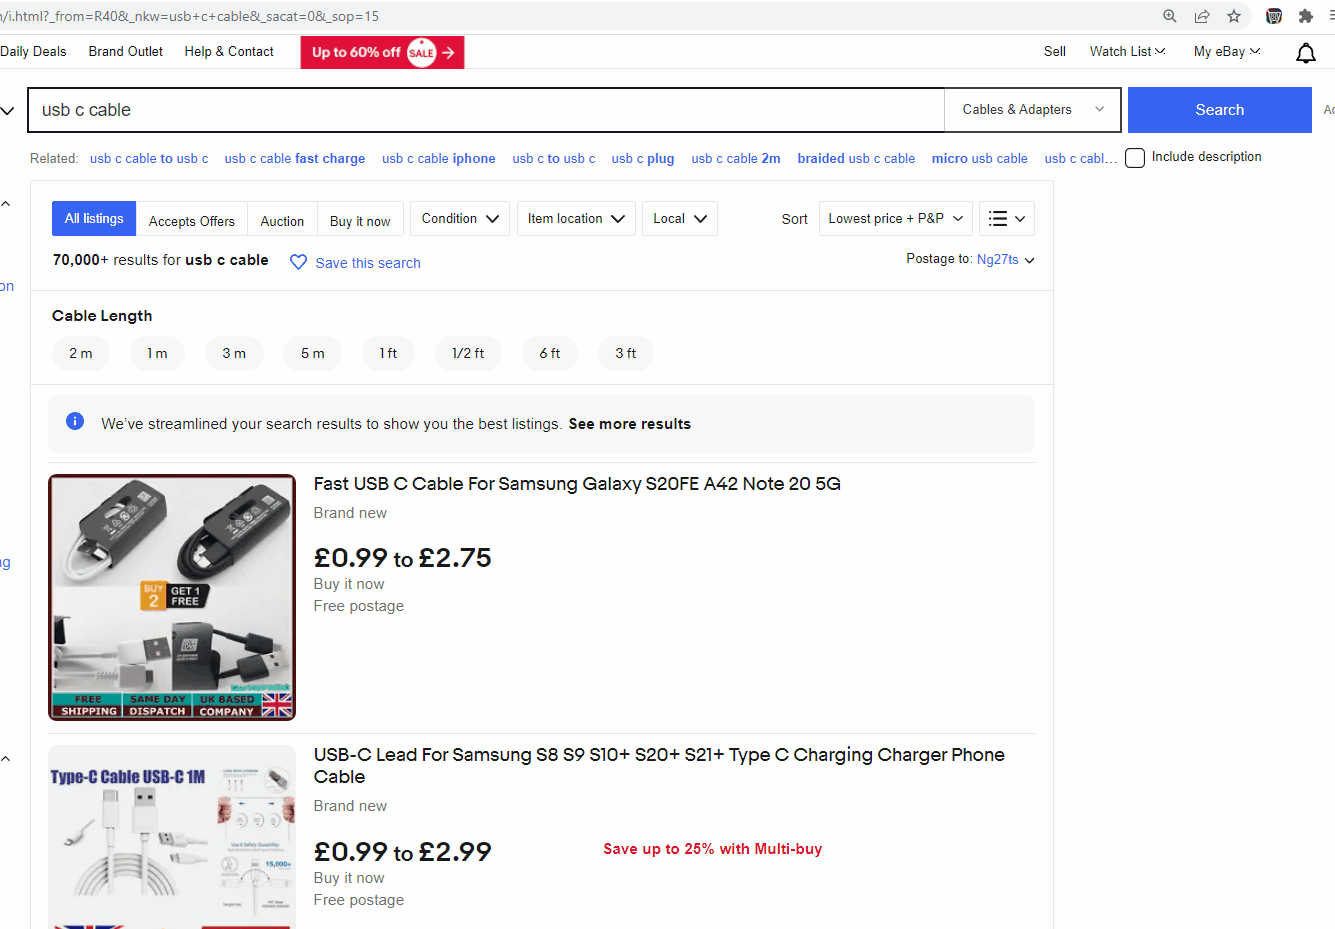 /i.html?_from=R40&_nkw=usb+c+cable&_sacat=0&_sop=15
Daily Deals Brand Outlet Help & Contact Up to 60% off SALE Sell Watch List My eBay
usb c cable Cables & Adapters Search
Related: usb c cable to usb c usb c cable fast charge usb c cable iphone usb c to usb c usb c plug usb c cable 2m braided usb c cable micro usb cable usb c cabl... Include description
All listings Accepts Offers Auction Buy it now Condition Item location Local Sort Lowest price + P&P
70,000+ results for usb c cable Save this search Postage to: Ng27ts
on
Cable Length
2 m 1 m 3 m 5 m 1 ft 1/2 ft 6 ft 3 ft
We've streamlined your search results to show you the best listings. See more results
Fast USB C Cable For Samsung Galaxy S20FE A42 Note 20 5G
Brand new
£0.99 to £2.75
Buy it now
Free postage
ng
BUY 2 GET 1 FREE
FREE SHIPPING SAME DAY DISPATCH UK BASED COMPANY
USB-C Lead For Samsung S8 S9 S10+ S20+ S21+ Type C Charging Charger Phone
Cable
Brand new
£0.99 to £2.99 Save up to 25% with Multi-buy
Buy it now
Free postage
Type-C Cable USB-C 1M
15,000+